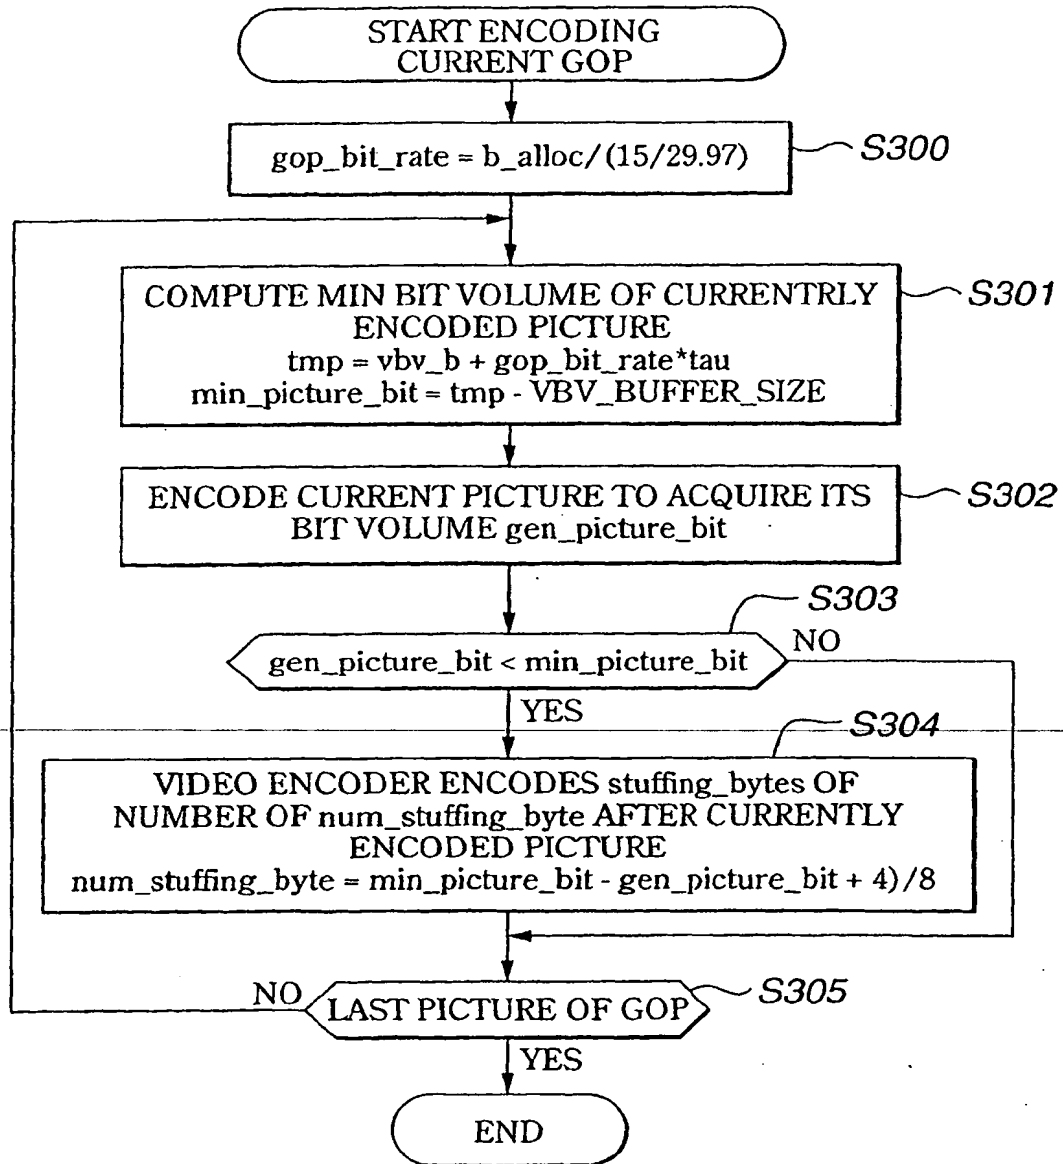 START ENCODING
CURRENT GOP
gop_bit_rate = b_alloc/(15/29.97)
S300
COMPUTE MIN BIT VOLUME OF CURRENTRLY
ENCODED PICTURE
tmp = vbv_b + gop_bit_rate*tau
min_picture_bit = tmp - VBV_BUFFER_SIZE
S301
ENCODE CURRENT PICTURE TO ACQUIRE ITS
BIT VOLUME gen_picture_bit
S302
S303
gen_picture_bit < min_picture_bit
NO
YES
S304
VIDEO ENCODER ENCODES stuffing_bytes OF
NUMBER OF num_stuffing_byte AFTER CURRENTLY
ENCODED PICTURE
num_stuffing_byte = min_picture_bit - gen_picture_bit + 4)/8
NO
LAST PICTURE OF GOP
S305
YES
END